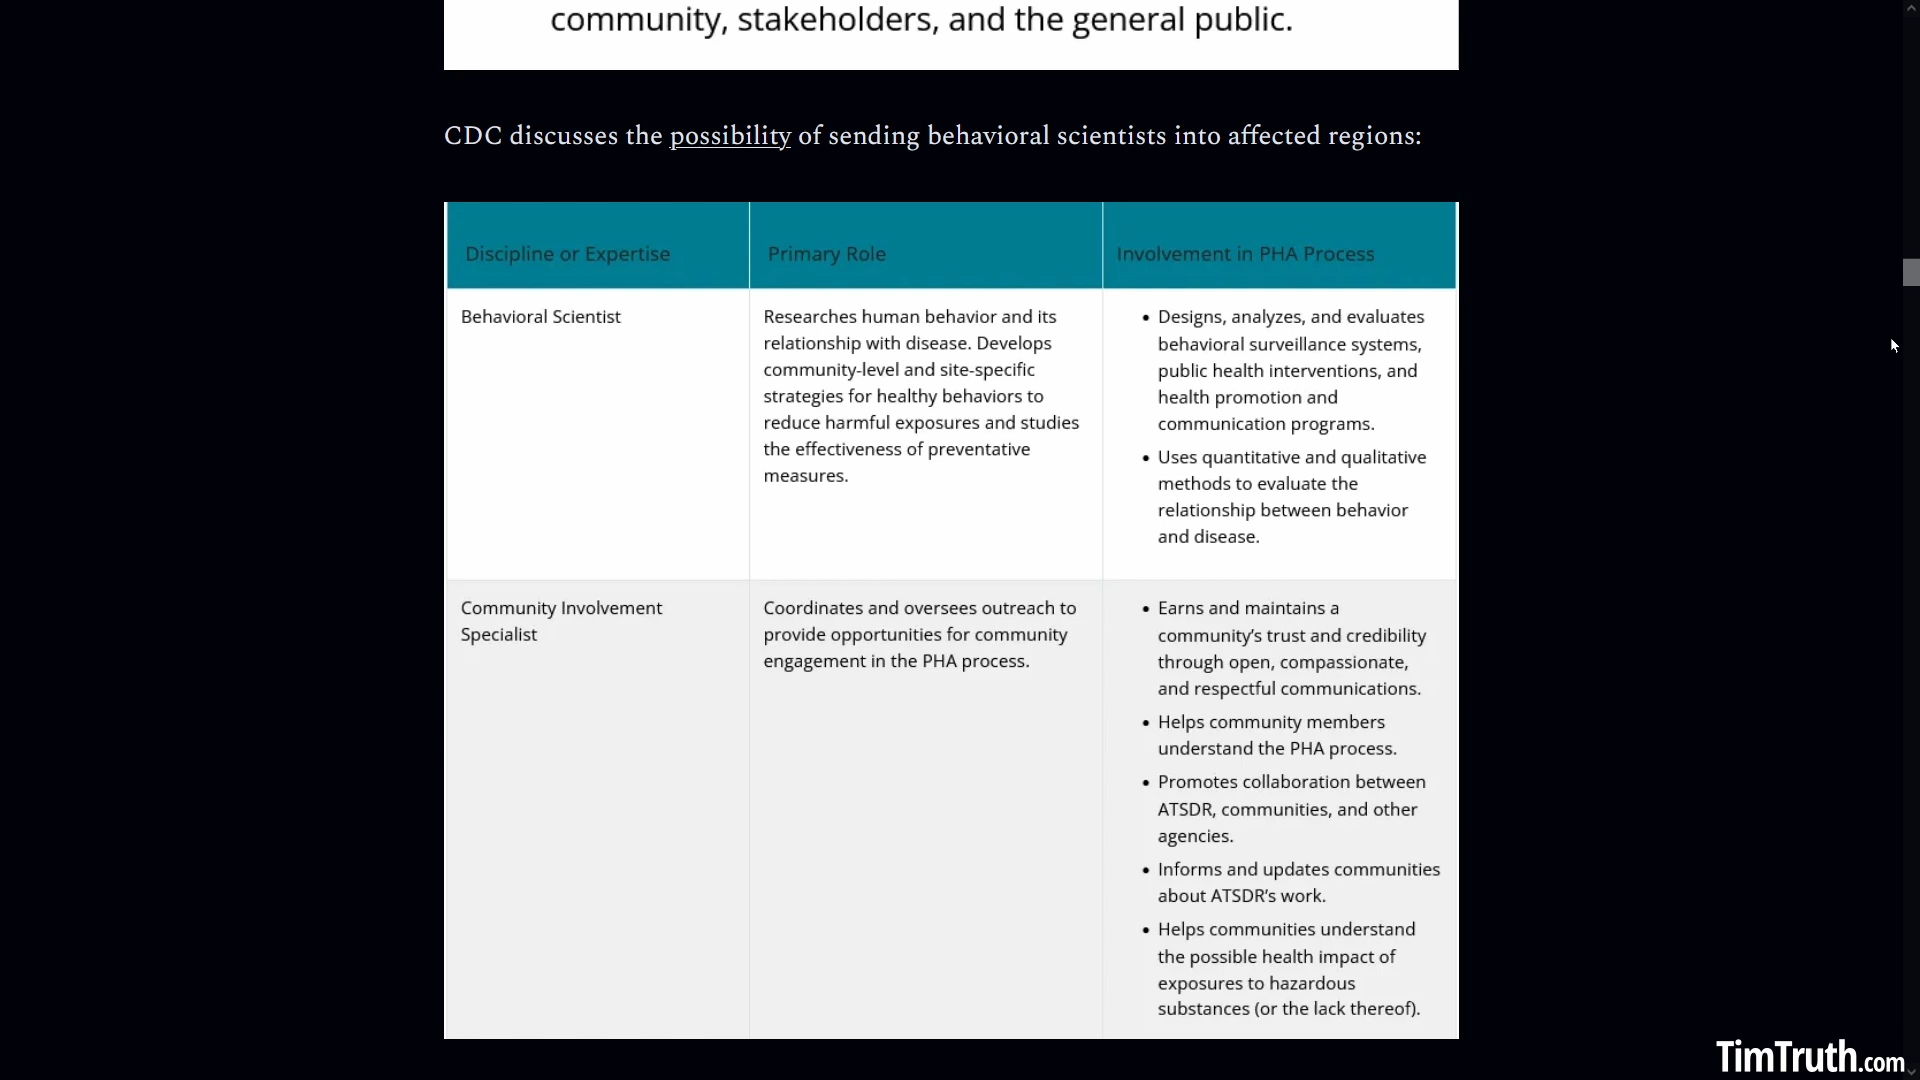 community, stakeholders, and the general public.
CDC discusses the possibility of sending behavioral scientists into affected regions:
Discipline or Expertise
Primary Role
Involvement in PHA Process
Behavioral Scientist
Researches human behavior and its
relationship with disease. Develops
community-level and site-specific
strategies for healthy behaviors to
reduce harmful exposures and studies
the effectiveness of preventative
measures.
• Designs, analyzes, and evaluates
behavioral surveillance systems,
public health interventions, and
health promotion and
communication programs.
• Uses quantitative and qualitative
methods to evaluate the
relationship between behavior
and disease.
Community Involvement
Specialist
Coordinates and oversees outreach to
provide opportunities for community
engagement in the PHA process.
• Earns and maintains a
community's trust and credibility
through open, compassionate,
and respectful communications.
• Helps community members
understand the PHA process.
• Promotes collaboration between
ATSDR, communities, and other
agencies.
• Informs and updates communities
about ATSDR's work.
• Helps communities understand
the possible health impact of
exposures to hazardous
substances (or the lack thereof).
TimTruth.com